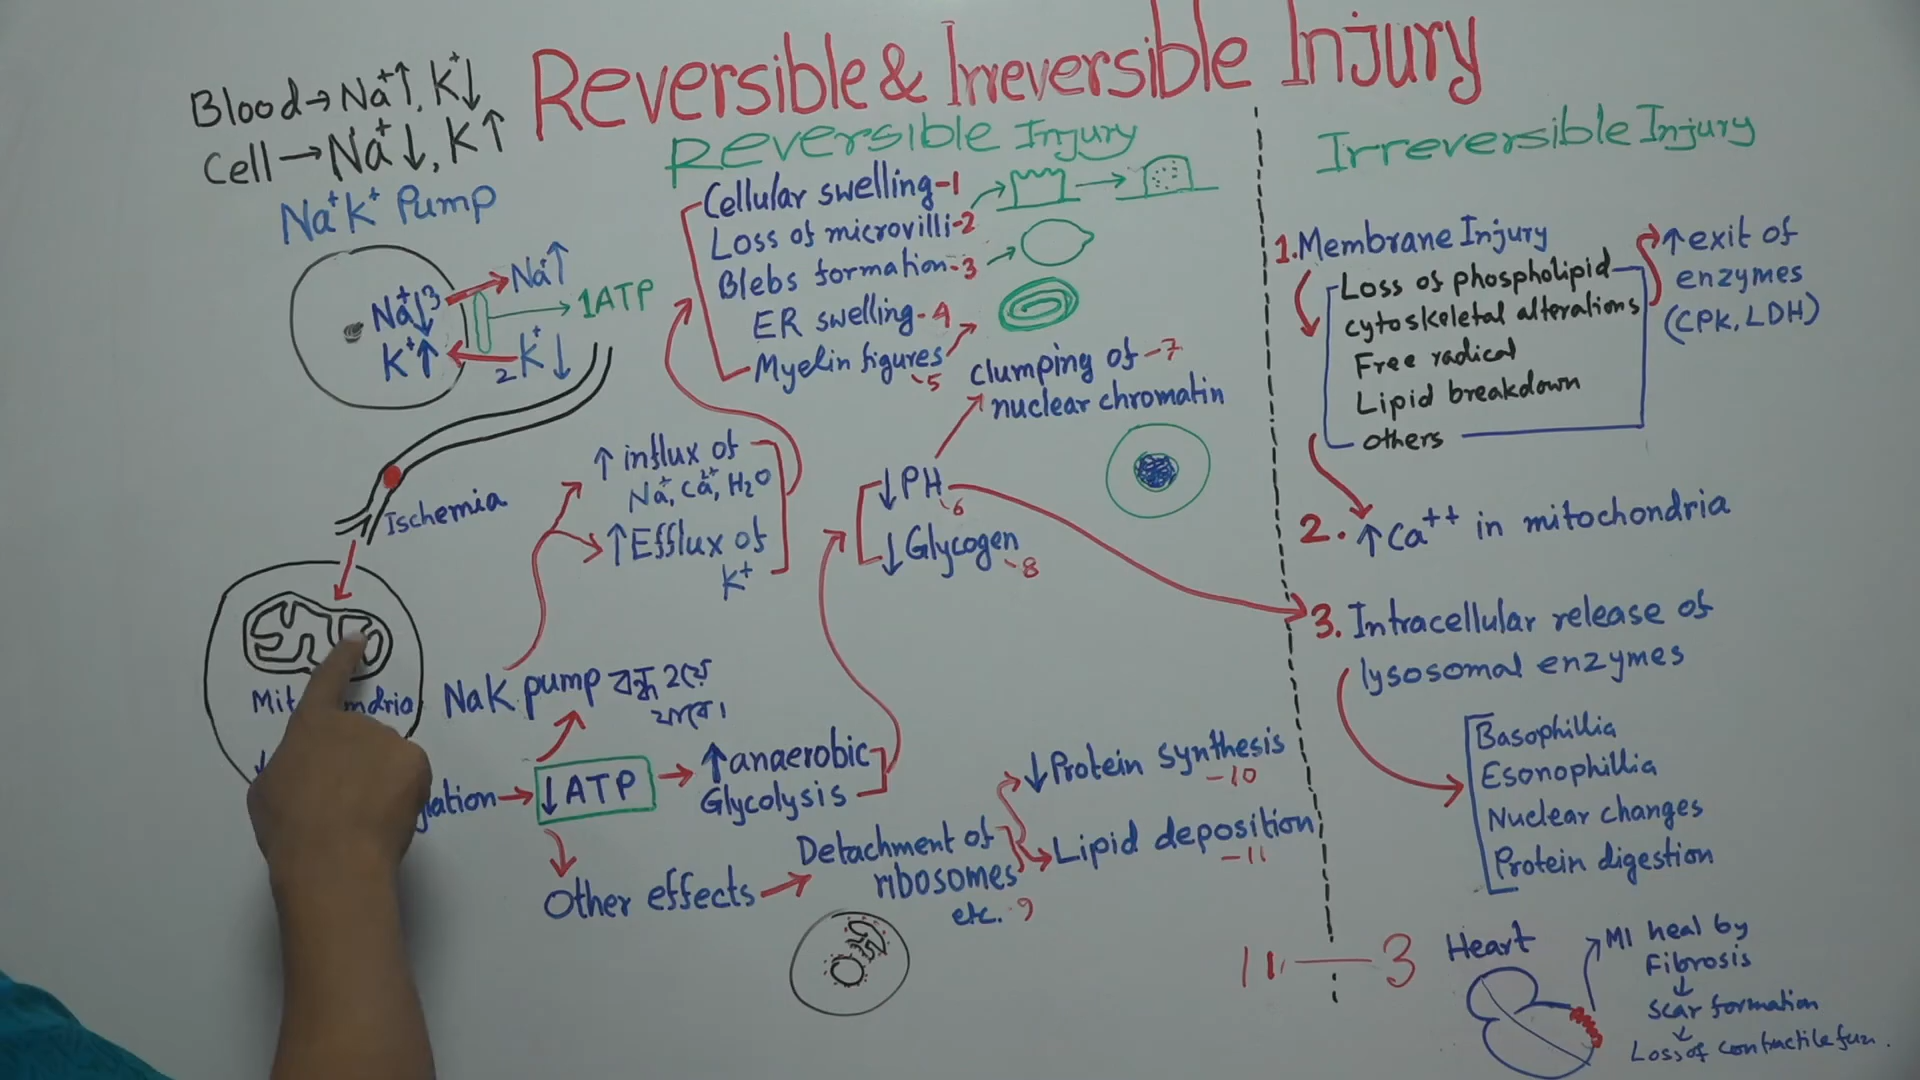 Reversible & Irreversible Injury
Blood→Na⁺↑, K⁺↓
Cell→Na⁺↓, K↑
Na⁺K⁺ Pump
Na⁺↓3
Na↑
1ATP
K⁺↑
2 K⁺↓
Ischemia
Reversible Injury
Cellular swelling-1
Loss of microvilli-2
Blebs formation-3
ER swelling-4
Myelin figures
-5
clumping of -7
nuclear chromatin
↑ influx of
Na⁺, Ca²⁺, H₂O
↑Efflux of
K⁺
↓PH
-6
↓Glycogen
-8
NaK pump বন্ধ হয়ে
যাবে।
↓ATP
↑anaerobic
Glycolysis
Other effects
Detachment of
ribosomes
etc. 9
↓Protein synthesis
-10
Lipid deposition
-11
Irreversible Injury
1.Membrane Injury
Loss of phospholipid
cytoskeletal alterations
Free radical
Lipid breakdown
others
↑exit of
enzymes
(CPK, LDH)
2. ↑Ca⁺⁺ in mitochondria
3. Intracellular release of
lysosomal enzymes
Basophillia
Esonophillia
Nuclear changes
Protein digestion
11 — 3
Heart
MI heal by
Fibrosis
↓
Scar formation
↓
Loss of contractile fun.